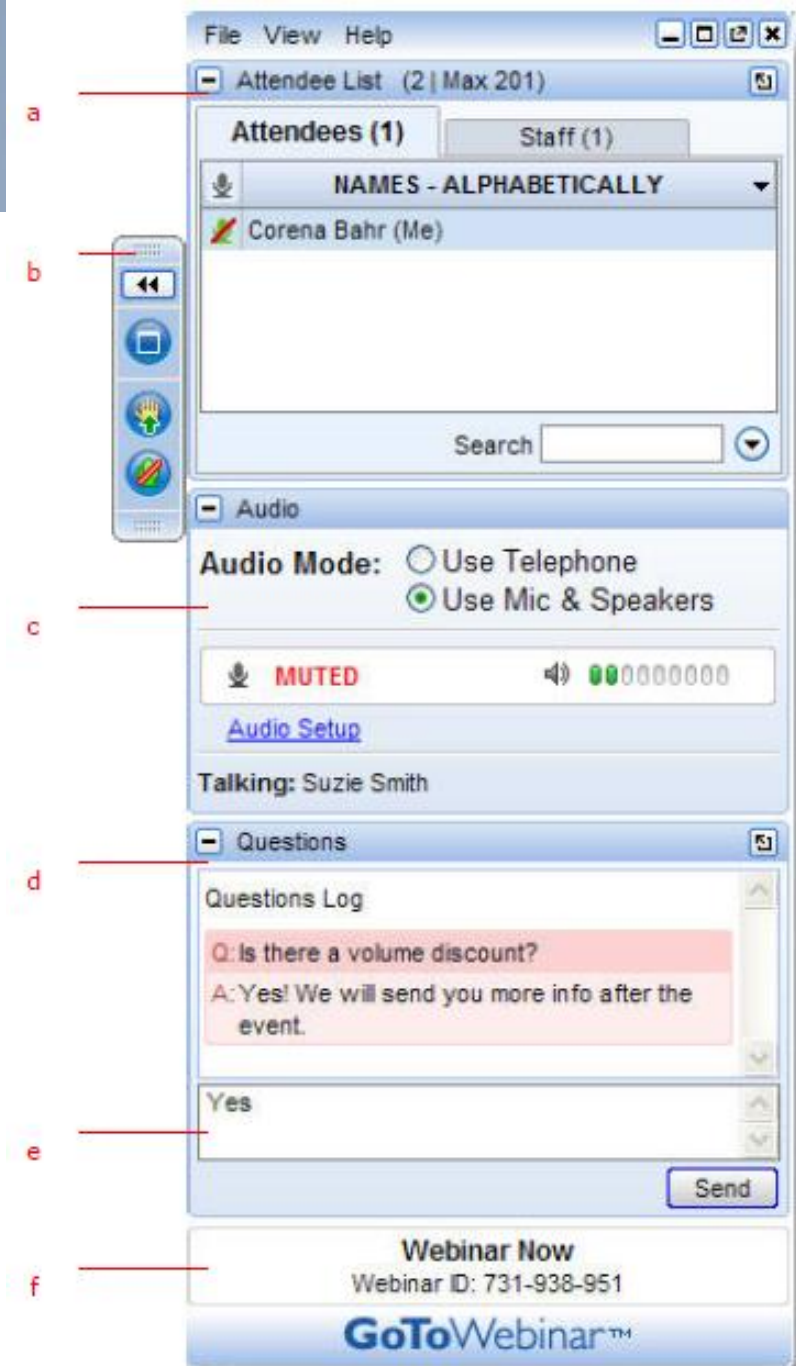 File View Help
Attendee List (2 | Max 201)
a
Attendees (1) Staff (1)
NAMES - ALPHABETICALLY
Corena Bahr (Me)
b
Search
Audio
Audio Mode: Use Telephone
Use Mic & Speakers
c
MUTED
Audio Setup
Talking: Suzie Smith
Questions
d
Questions Log
Q: Is there a volume discount?
A: Yes! We will send you more info after the
event.
Yes
e
Send
Webinar Now
f
Webinar ID: 731-938-951
GoToWebinar™